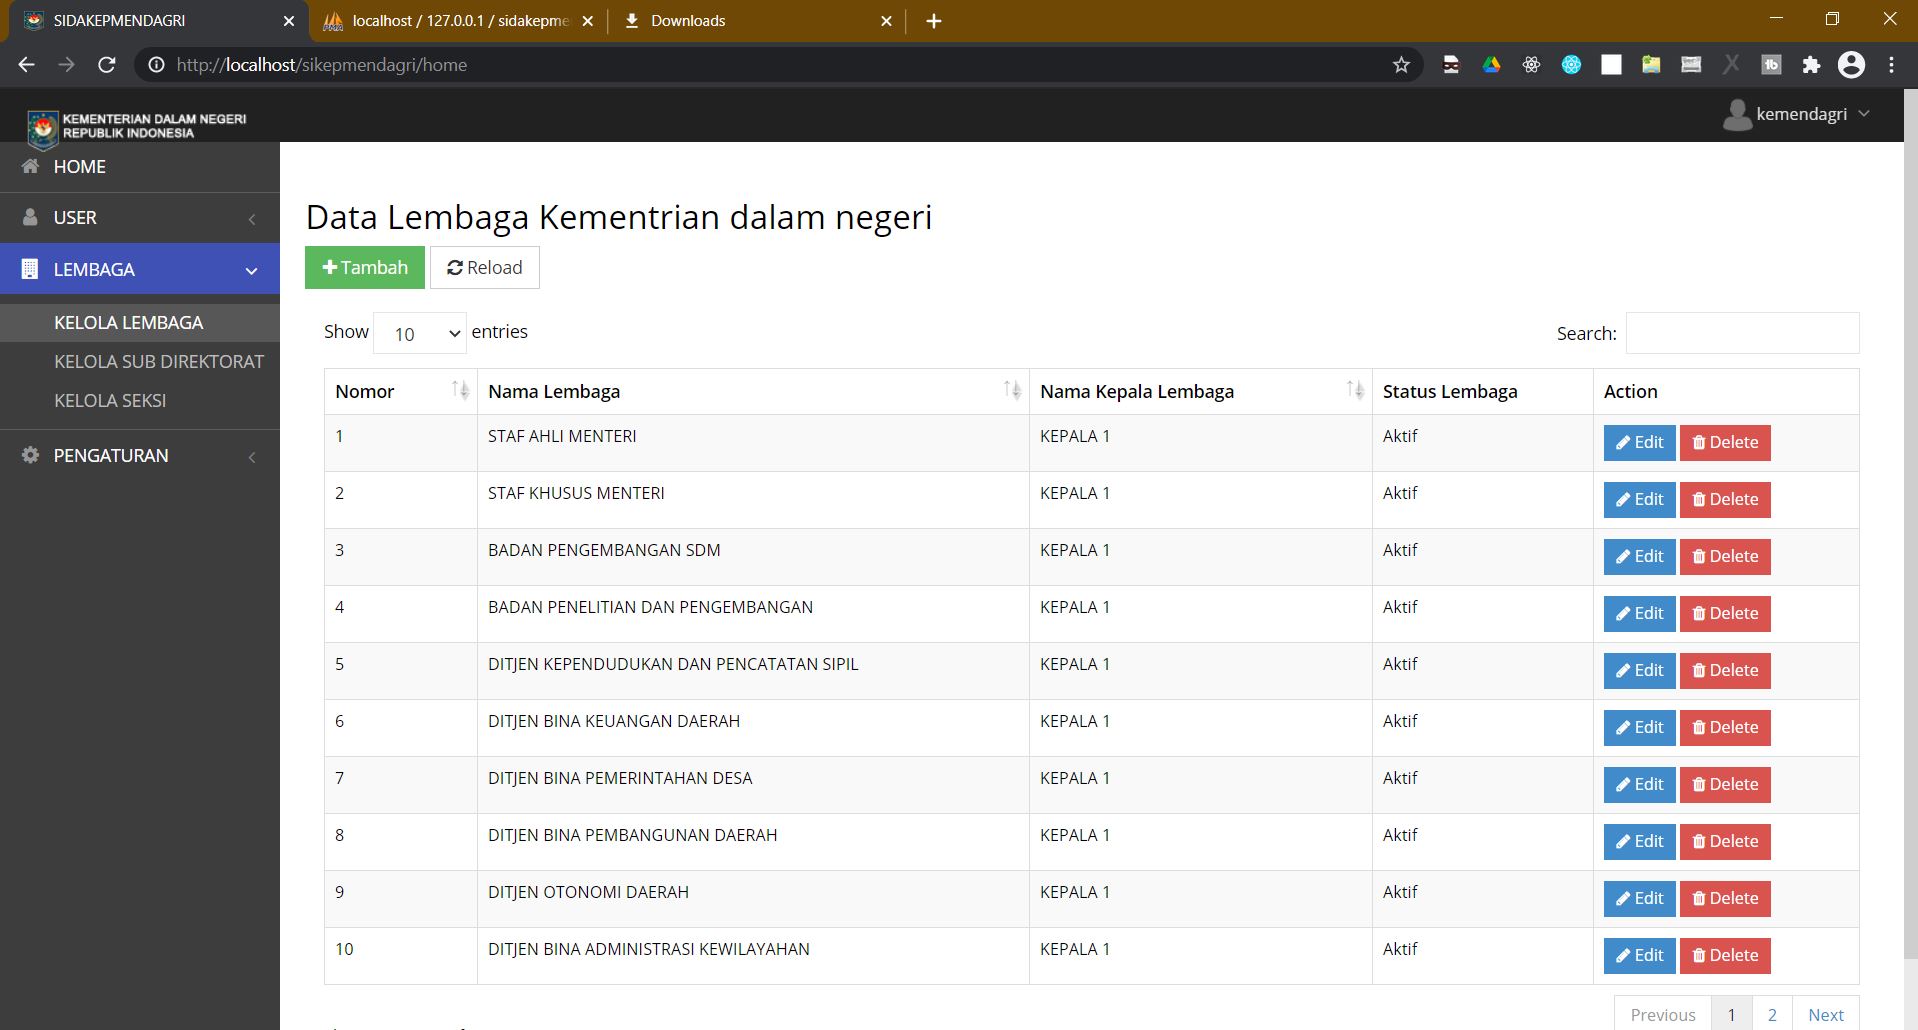 SIDAKEPMENDAGRI
localhost / 127.0.0.1 / sidakepme
Downloads
http://localhost/sikepmendagri/home
KEMENTERIAN DALAM NEGERI
REPUBLIK INDONESIA
kemendagri
HOME
USER
LEMBAGA
KELOLA LEMBAGA
KELOLA SUB DIREKTORAT
KELOLA SEKSI
PENGATURAN
Data Lembaga Kementrian dalam negeri
Tambah Reload
Show 10 entries Search:
Nomor Nama Lembaga Nama Kepala Lembaga Status Lembaga Action
1 STAF AHLI MENTERI KEPALA 1 Aktif Edit Delete
2 STAF KHUSUS MENTERI KEPALA 1 Aktif Edit Delete
3 BADAN PENGEMBANGAN SDM KEPALA 1 Aktif Edit Delete
4 BADAN PENELITIAN DAN PENGEMBANGAN KEPALA 1 Aktif Edit Delete
5 DITJEN KEPENDUDUKAN DAN PENCATATAN SIPIL KEPALA 1 Aktif Edit Delete
6 DITJEN BINA KEUANGAN DAERAH KEPALA 1 Aktif Edit Delete
7 DITJEN BINA PEMERINTAHAN DESA KEPALA 1 Aktif Edit Delete
8 DITJEN BINA PEMBANGUNAN DAERAH KEPALA 1 Aktif Edit Delete
9 DITJEN OTONOMI DAERAH KEPALA 1 Aktif Edit Delete
10 DITJEN BINA ADMINISTRASI KEWILAYAHAN KEPALA 1 Aktif Edit Delete
Previous 1 2 Next